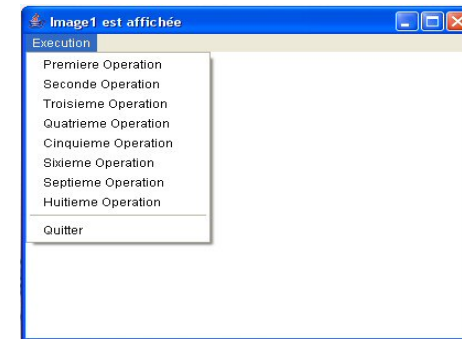 Image1 est affichée
Execution
Premiere Operation
Seconde Operation
Troisieme Operation
Quatrieme Operation
Cinquieme Operation
Sixieme Operation
Septieme Operation
Huitieme Operation
Quitter